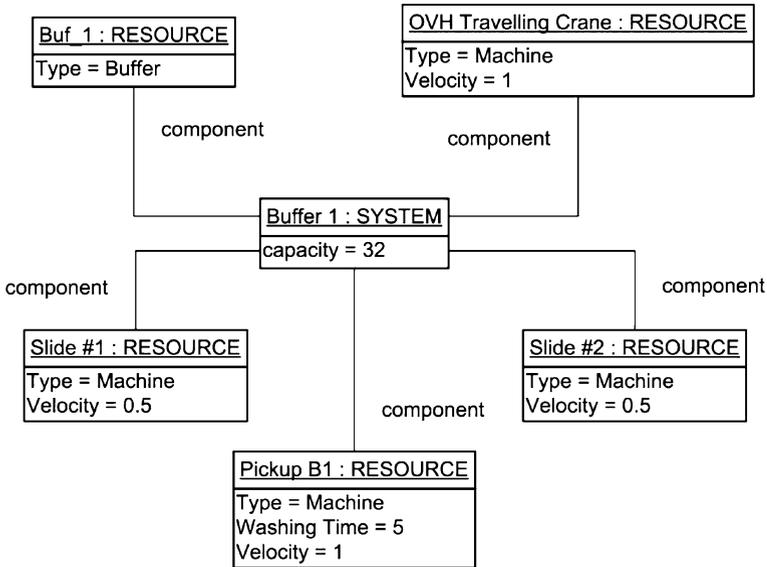 Buf_1 : RESOURCE
Type = Buffer
OVH Travelling Crane : RESOURCE
Type = Machine
Velocity = 1
component
component
Buffer 1 : SYSTEM
capacity = 32
component
component
Slide #1 : RESOURCE
Type = Machine
Velocity = 0.5
Slide #2 : RESOURCE
Type = Machine
Velocity = 0.5
component
Pickup B1 : RESOURCE
Type = Machine
Washing Time = 5
Velocity = 1